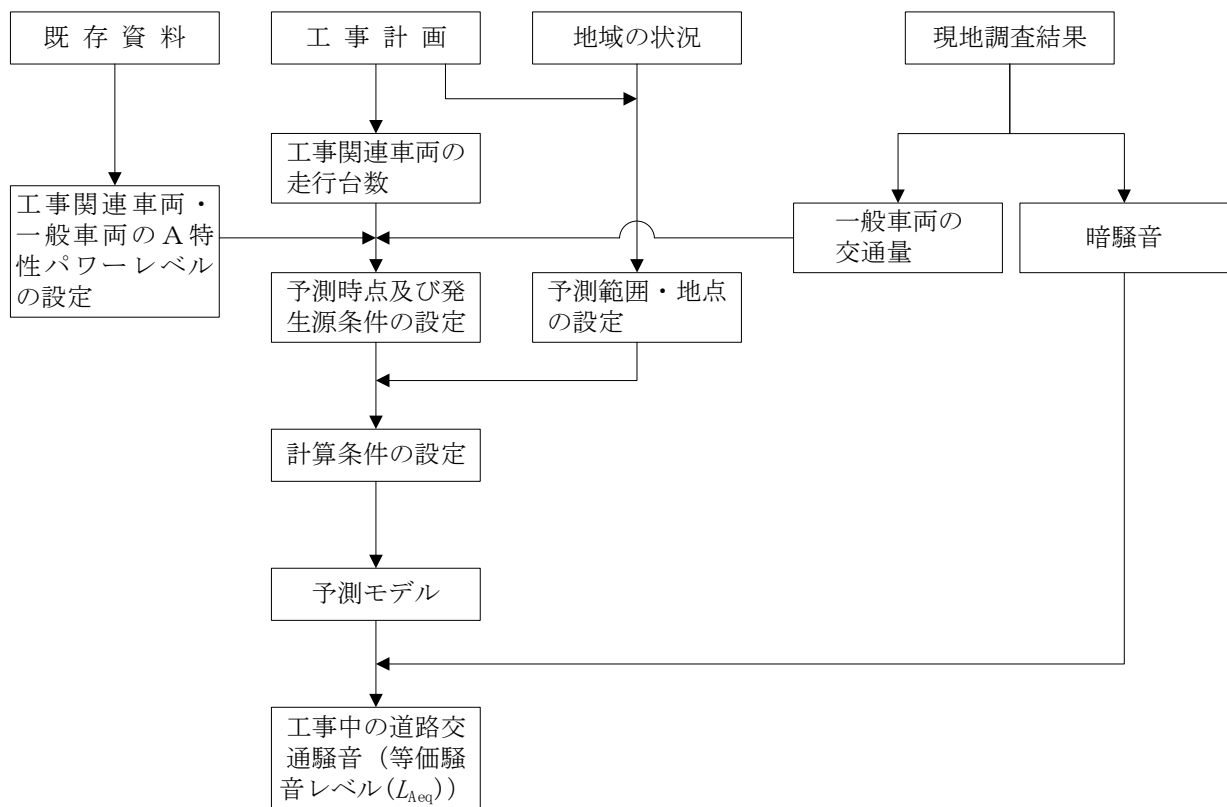 既存資料
工事計画
地域の状況
現地調査結果
工事関連車両の
走行台数
工事関連車両・
一般車両のＡ特
性パワーレベル
の設定
一般車両の
交通量
暗騒音
予測時点及び発
生源条件の設定
予測範囲・地点
の設定
計算条件の設定
予測モデル
工事中の道路交
通騒音（等価騒
音レベル(LAeq)）